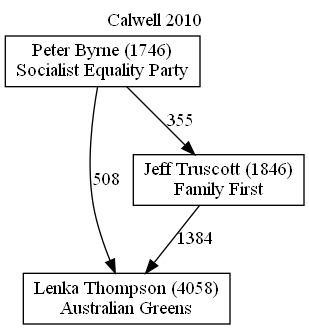 Calwell 2010
Peter Byrne (1746)
Socialist Equality Party
355
Jeff Truscott (1846)
Family First
508
1384
Lenka Thompson (4058)
Australian Greens